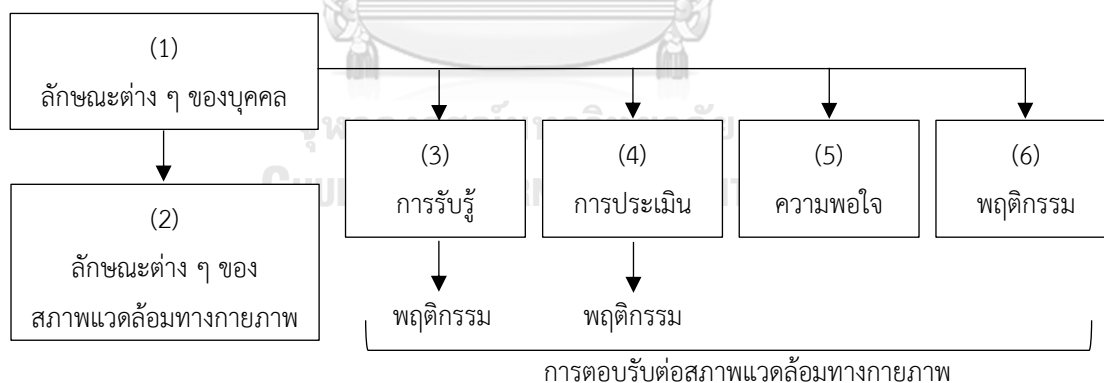 (1)
ลักษณะต่าง ๆ ของบุคคล
(2)
ลักษณะต่าง ๆ ของ
สภาพแวดล้อมทางกายภาพ
(3)
การรับรู้
(4)
การประเมิน
(5)
ความพอใจ
(6)
พฤติกรรม
พฤติกรรม
พฤติกรรม
การตอบรับต่อสภาพแวดล้อมทางกายภาพ